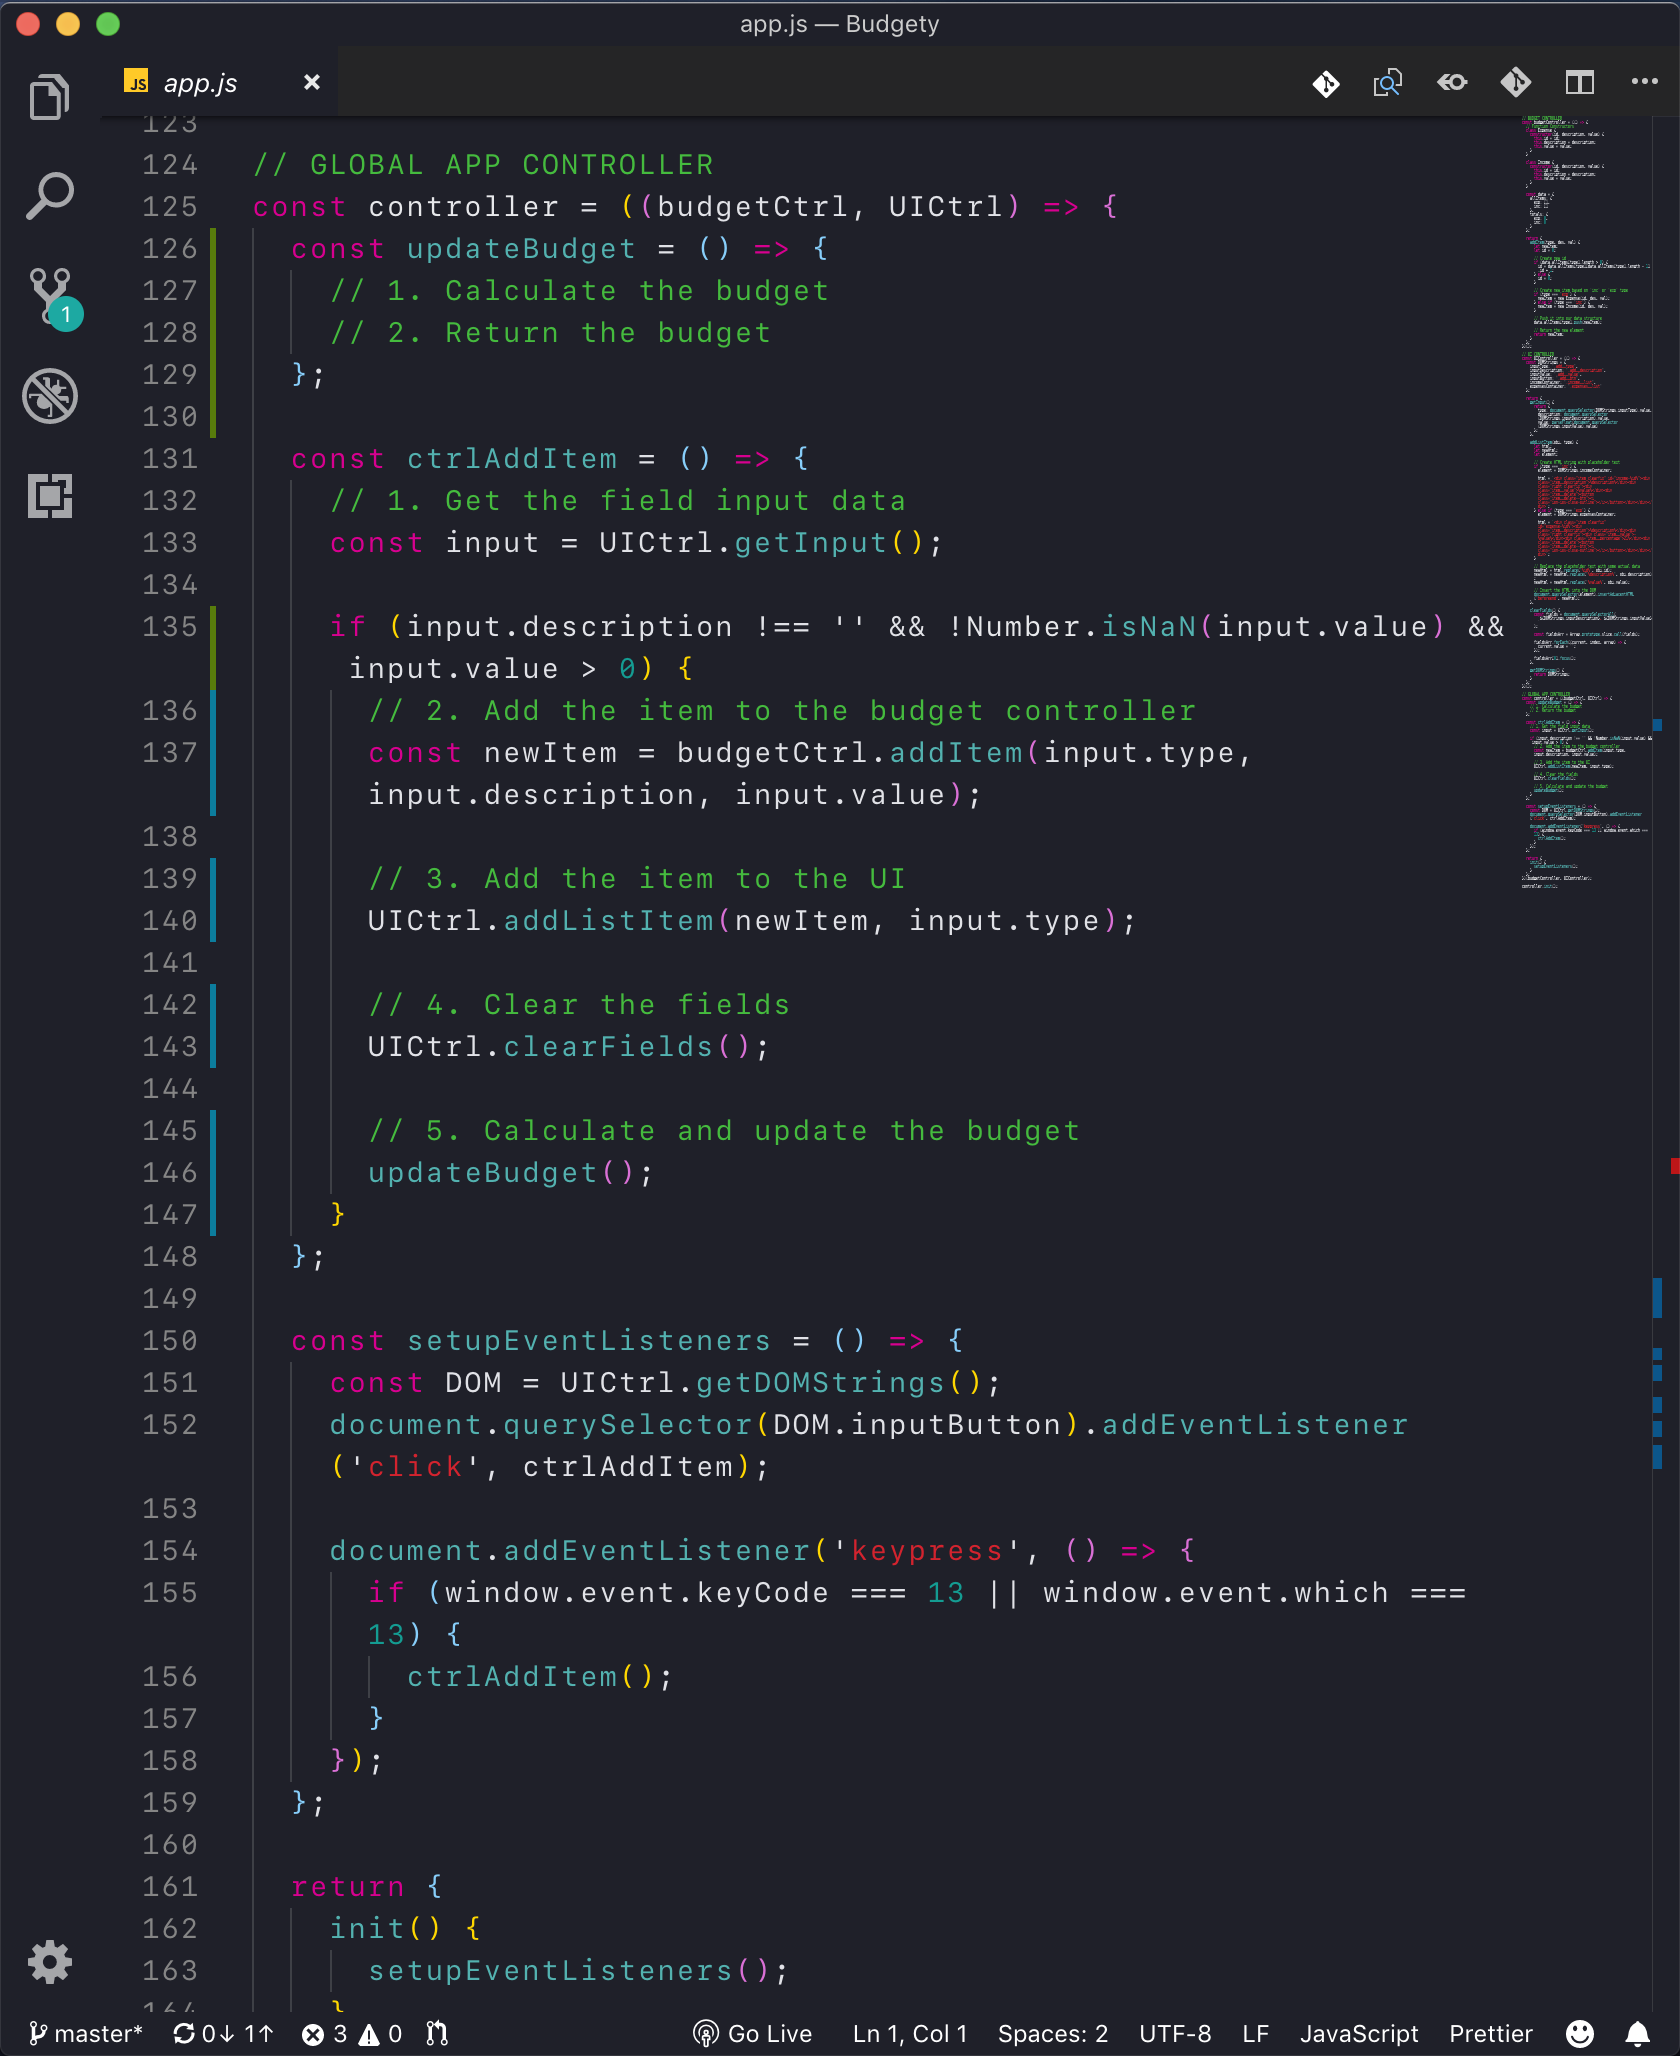 app.js — Budgety
JS app.js ×
123
124 // GLOBAL APP CONTROLLER
125 const controller = ((budgetCtrl, UICtrl) => {
126 const updateBudget = () => {
127 // 1. Calculate the budget
128 // 2. Return the budget
129 };
130
131 const ctrlAddItem = () => {
132 // 1. Get the field input data
133 const input = UICtrl.getInput();
134
135 if (input.description !== '' && !Number.isNaN(input.value) &&
input.value > 0) {
136 // 2. Add the item to the budget controller
137 const newItem = budgetCtrl.addItem(input.type,
input.description, input.value);
138
139 // 3. Add the item to the UI
140 UICtrl.addListItem(newItem, input.type);
141
142 // 4. Clear the fields
143 UICtrl.clearFields();
144
145 // 5. Calculate and update the budget
146 updateBudget();
147 }
148 };
149
150 const setupEventListeners = () => {
151 const DOM = UICtrl.getDOMStrings();
152 document.querySelector(DOM.inputButton).addEventListener
('click', ctrlAddItem);
153
154 document.addEventListener('keypress', () => {
155 if (window.event.keyCode === 13 || window.event.which ===
13) {
156 ctrlAddItem();
157 }
158 });
159 };
160
161 return {
162 init() {
163 setupEventListeners();
164 }
1
master* 0↓ 1↑ 3 0 Go Live Ln 1, Col 1 Spaces: 2 UTF-8 LF JavaScript Prettier